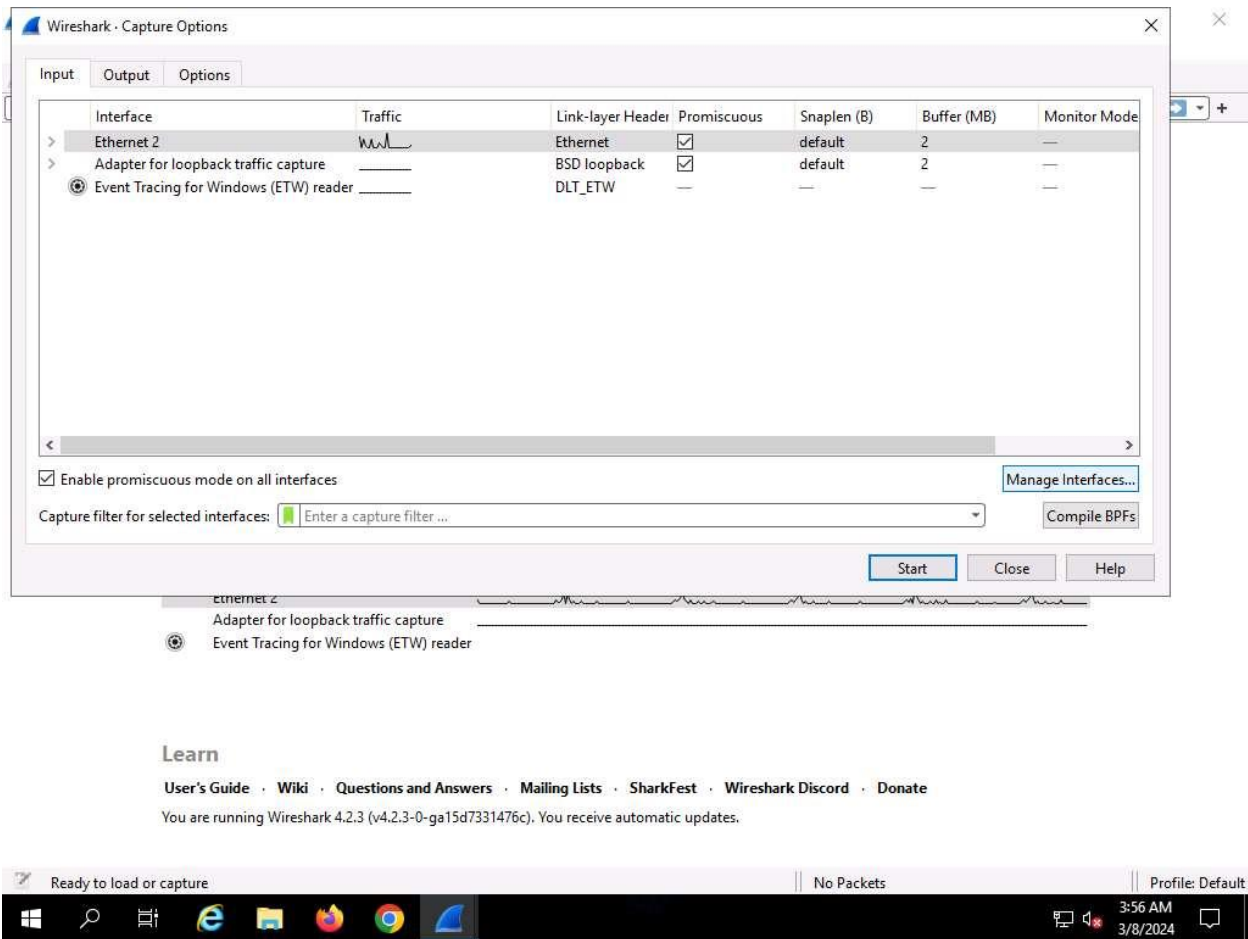 Wireshark · Capture Options
Input Output Options
Interface Traffic Link-layer Header Promiscuous Snaplen (B) Buffer (MB) Monitor Mode
Ethernet 2 Ethernet default 2 —
Adapter for loopback traffic capture BSD loopback default 2 —
Event Tracing for Windows (ETW) reader DLT_ETW — — — —
Enable promiscuous mode on all interfaces Manage Interfaces...
Capture filter for selected interfaces: Enter a capture filter ... Compile BPFs
Start Close Help
Ethernet 2
Adapter for loopback traffic capture
Event Tracing for Windows (ETW) reader
Learn
User's Guide · Wiki · Questions and Answers · Mailing Lists · SharkFest · Wireshark Discord · Donate
You are running Wireshark 4.2.3 (v4.2.3-0-ga15d7331476c). You receive automatic updates.
Ready to load or capture No Packets Profile: Default
3:56 AM
3/8/2024